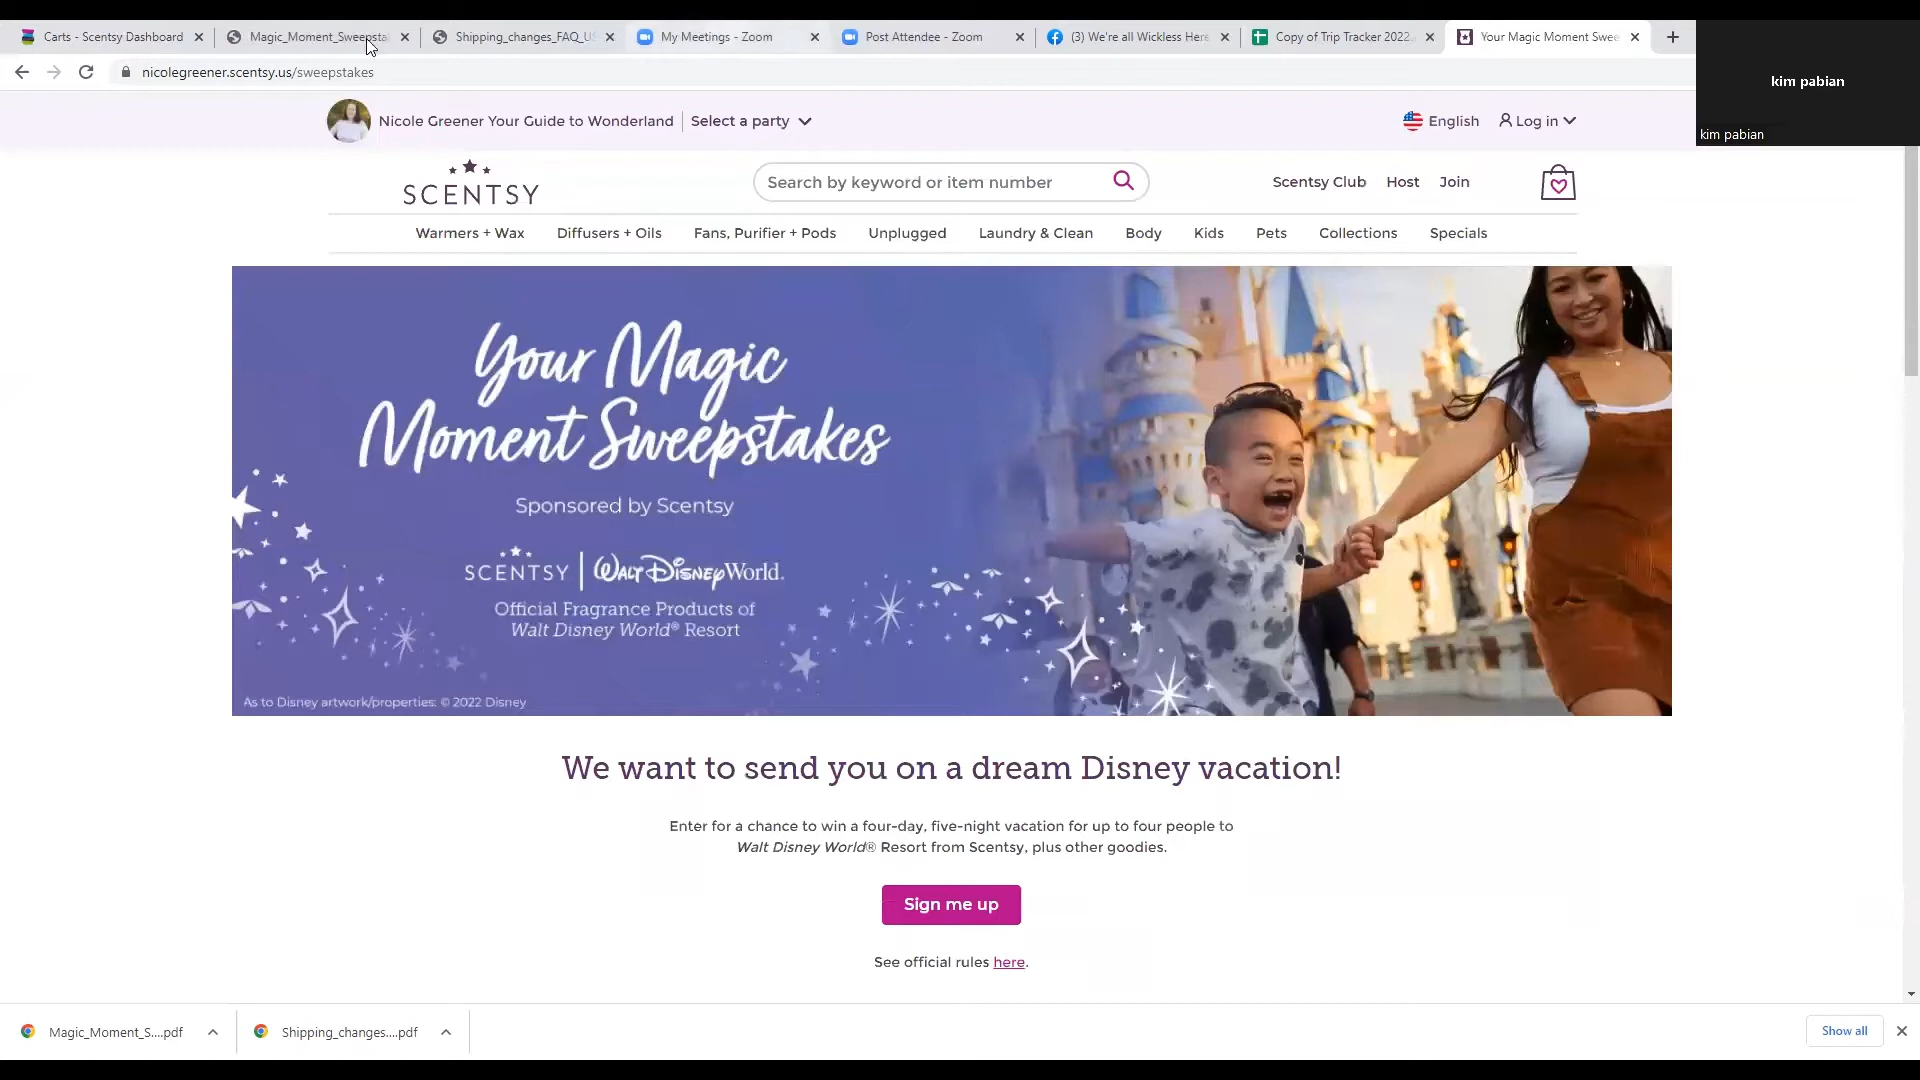 Carts - Scentsy Dashboard
Magic_Moment_Sweepsta
Shipping_changes_FAQ_US
My Meetings - Zoom
Post Attendee - Zoom
(3) We're all Wickless Here
Copy of Trip Tracker 2022
Your Magic Moment Swee
nicolegreener.scentsy.us/sweepstakes
kim pabian
kim pabian
Nicole Greener Your Guide to Wonderland
Select a party
English
Log in
SCENTSY
Search by keyword or item number
Scentsy Club
Host
Join
Warmers + Wax
Diffusers + Oils
Fans, Purifier + Pods
Unplugged
Laundry & Clean
Body
Kids
Pets
Collections
Specials
Your Magic
Moment Sweepstakes
Sponsored by Scentsy
SCENTSY | Walt Disney World.
Official Fragrance Products of
Walt Disney World® Resort
As to Disney artwork/properties: © 2022 Disney
We want to send you on a dream Disney vacation!
Enter for a chance to win a four-day, five-night vacation for up to four people to
Walt Disney World® Resort from Scentsy, plus other goodies.
Sign me up
See official rules here.
Magic_Moment_S....pdf
Shipping_changes....pdf
Show all